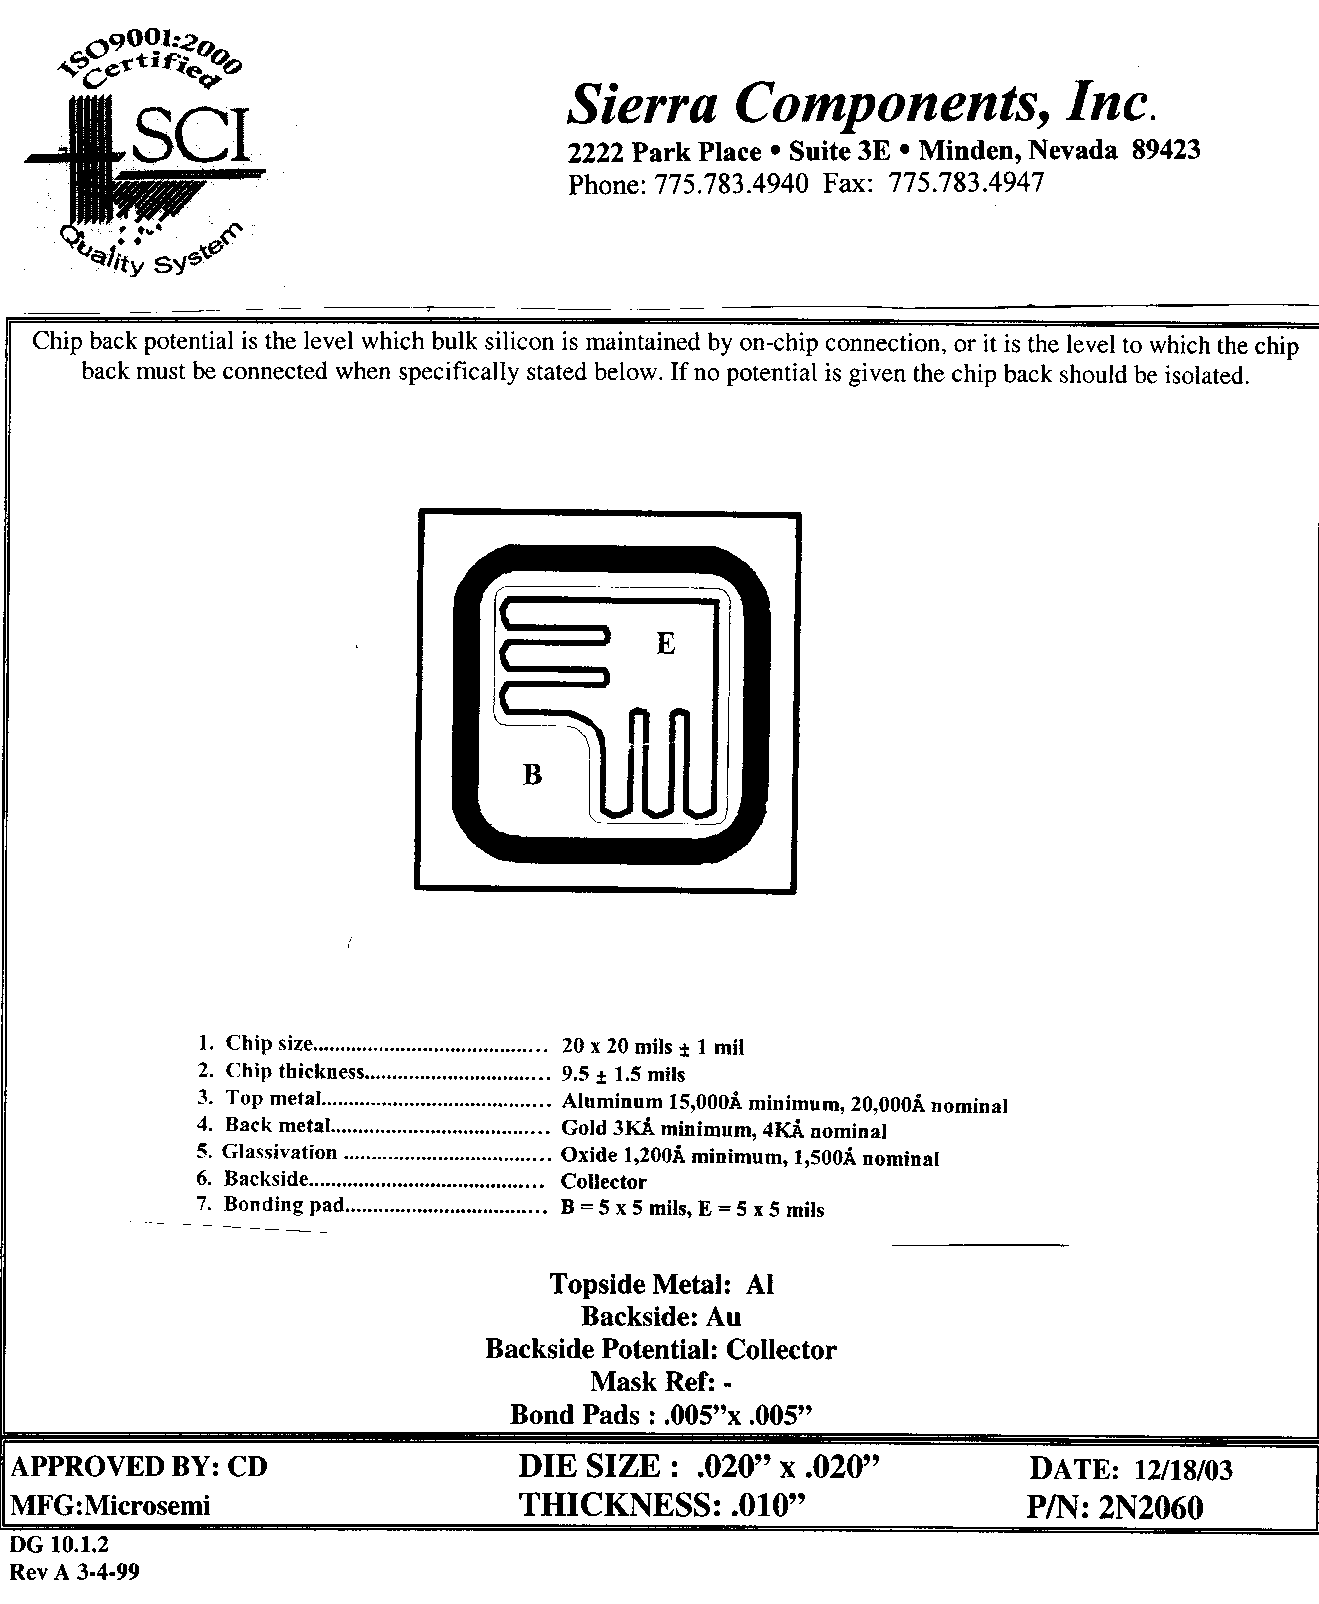 ISO9001:2000
Certified
SCI
Quality System
Sierra Components, Inc.
2222 Park Place • Suite 3E • Minden, Nevada 89423
Phone: 775.783.4940 Fax: 775.783.4947
Chip back potential is the level which bulk silicon is maintained by on-chip connection, or it is the level to which the chip
back must be connected when specifically stated below. If no potential is given the chip back should be isolated.
E
B
1. Chip size........................................... 20 x 20 mils ± 1 mil
2. Chip thickness.................................. 9.5 ± 1.5 mils
3. Top metal.......................................... Aluminum 15,000Å minimum, 20,000Å nominal
4. Back metal........................................ Gold 3KÅ minimum, 4KÅ nominal
5. Glassivation ...................................... Oxide 1,200Å minimum, 1,500Å nominal
6. Backside........................................... Collector
7. Bonding pad..................................... B = 5 x 5 mils, E = 5 x 5 mils
Topside Metal: Al
Backside: Au
Backside Potential: Collector
Mask Ref: -
Bond Pads : .005”x .005”
APPROVED BY: CD DIE SIZE : .020” x .020” DATE: 12/18/03
MFG:Microsemi THICKNESS: .010” P/N: 2N2060
DG 10.1.2
Rev A 3-4-99